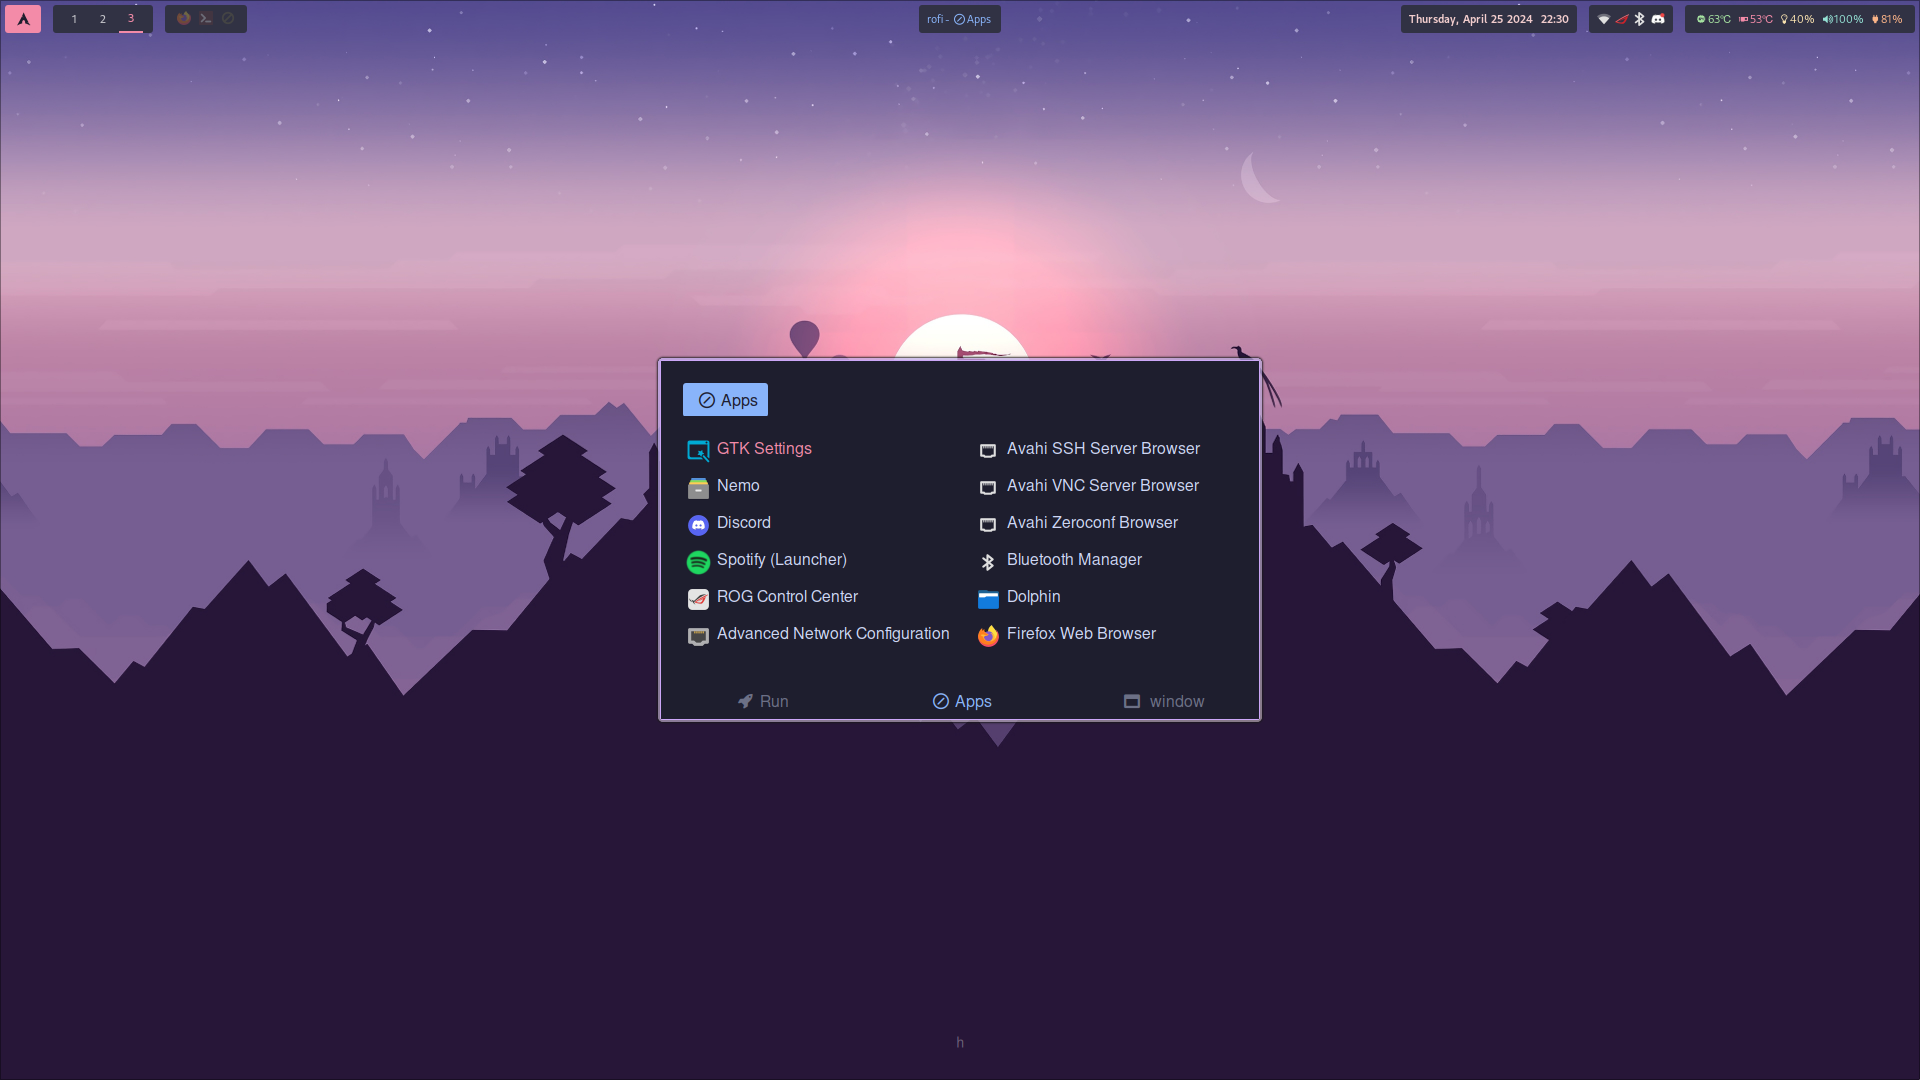 1 2 3
rofi - Apps
Thursday, April 25 2024 22:30
63°C 53°C 40% 100% 81%
Apps
GTK Settings
Nemo
Discord
Spotify (Launcher)
ROG Control Center
Advanced Network Configuration
Avahi SSH Server Browser
Avahi VNC Server Browser
Avahi Zeroconf Browser
Bluetooth Manager
Dolphin
Firefox Web Browser
Run Apps window
h